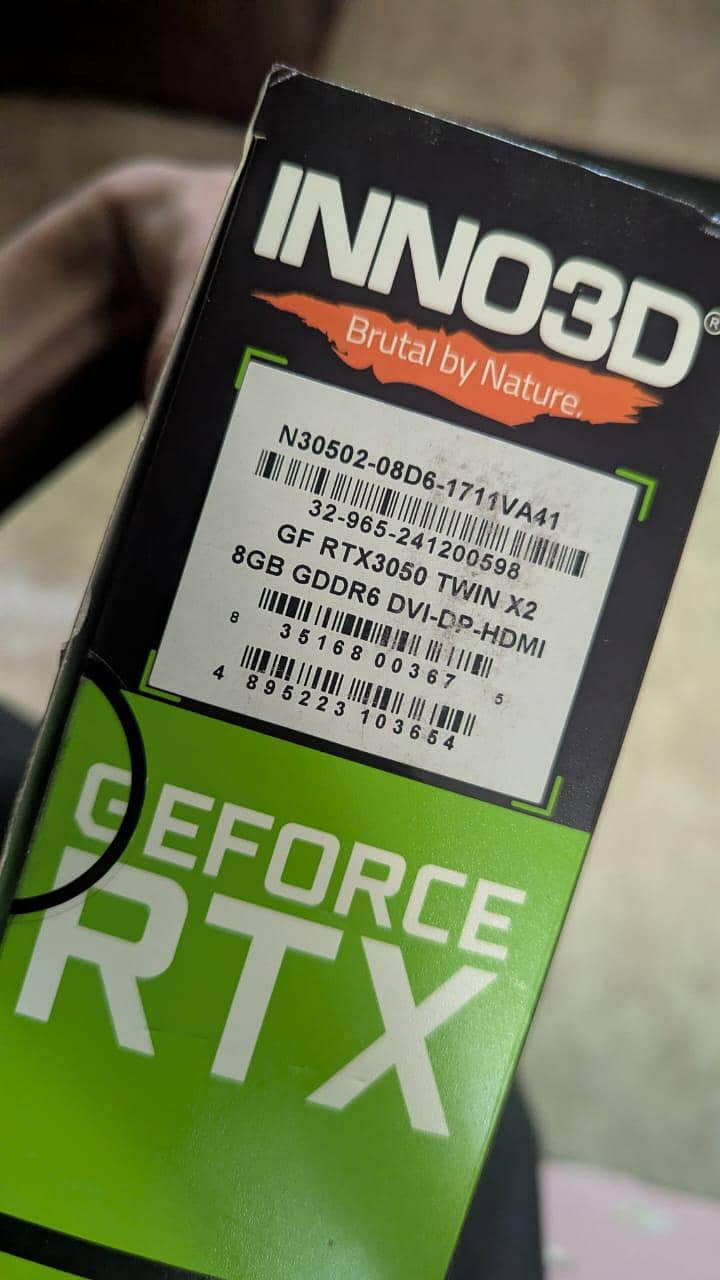 INNO3D®
Brutal by Nature.
N30502-08D6-1711VA41
32-965-241200598
GF RTX3050 TWIN X2
8GB GDDR6 DVI-DP-HDMI
8 35168 00367 5
4 895223 103654
GEFORCE
RTX